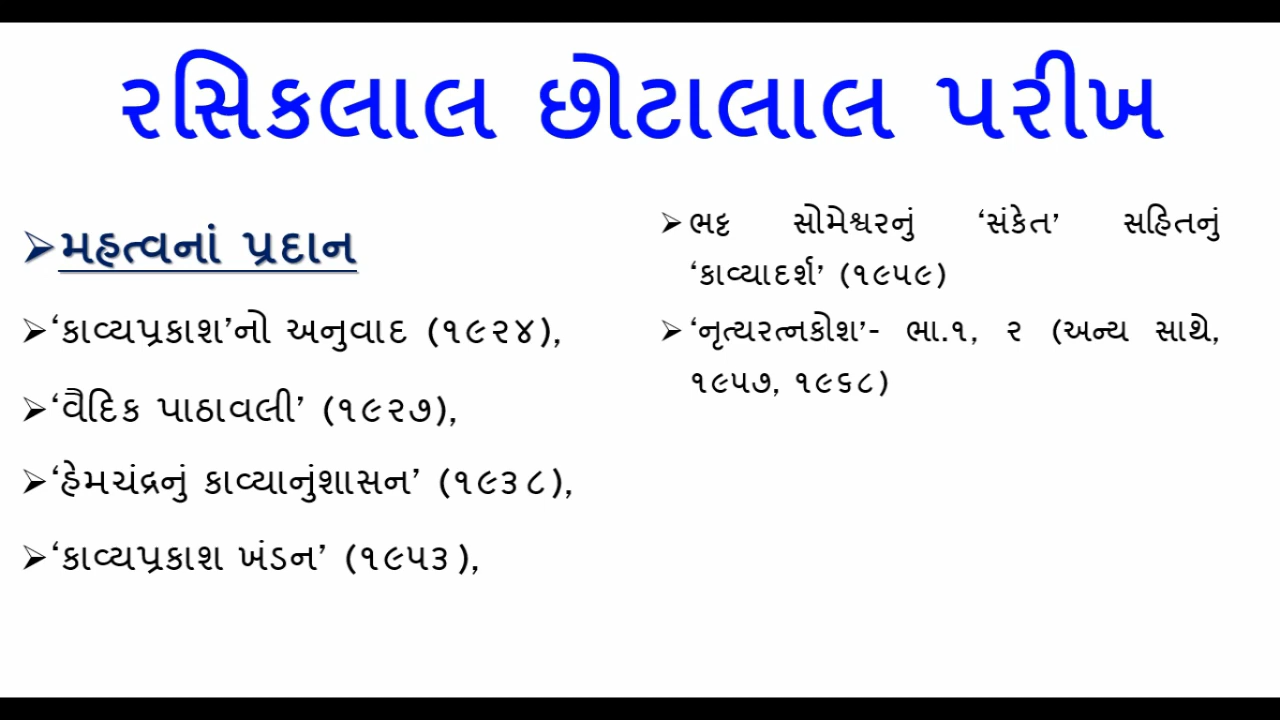 રસિકલાલ છોટાલાલ પરીખ
➢મહત્વનાં પ્રદાન
➢‘કાવ્યપ્રકાશ’નો અનુવાદ (૧૯૨૪),
➢‘વૈદિક પાઠાવલી’ (૧૯૨૭),
➢‘હેમચંદ્રનું કાવ્યાનુંશાસન’ (૧૯૩૮),
➢‘કાવ્યપ્રકાશ ખંડન’ (૧૯૫૩),
➢ભટ્ટ સોમેશ્વરનું ‘સંકેત’ સહિતનું
‘કાવ્યાદર્શ’ (૧૯૫૯)
➢‘નૃત્યરત્નકોશ’- ભા.૧, ૨ (અન્ય સાથે,
૧૯૫૭, ૧૯૬૮)